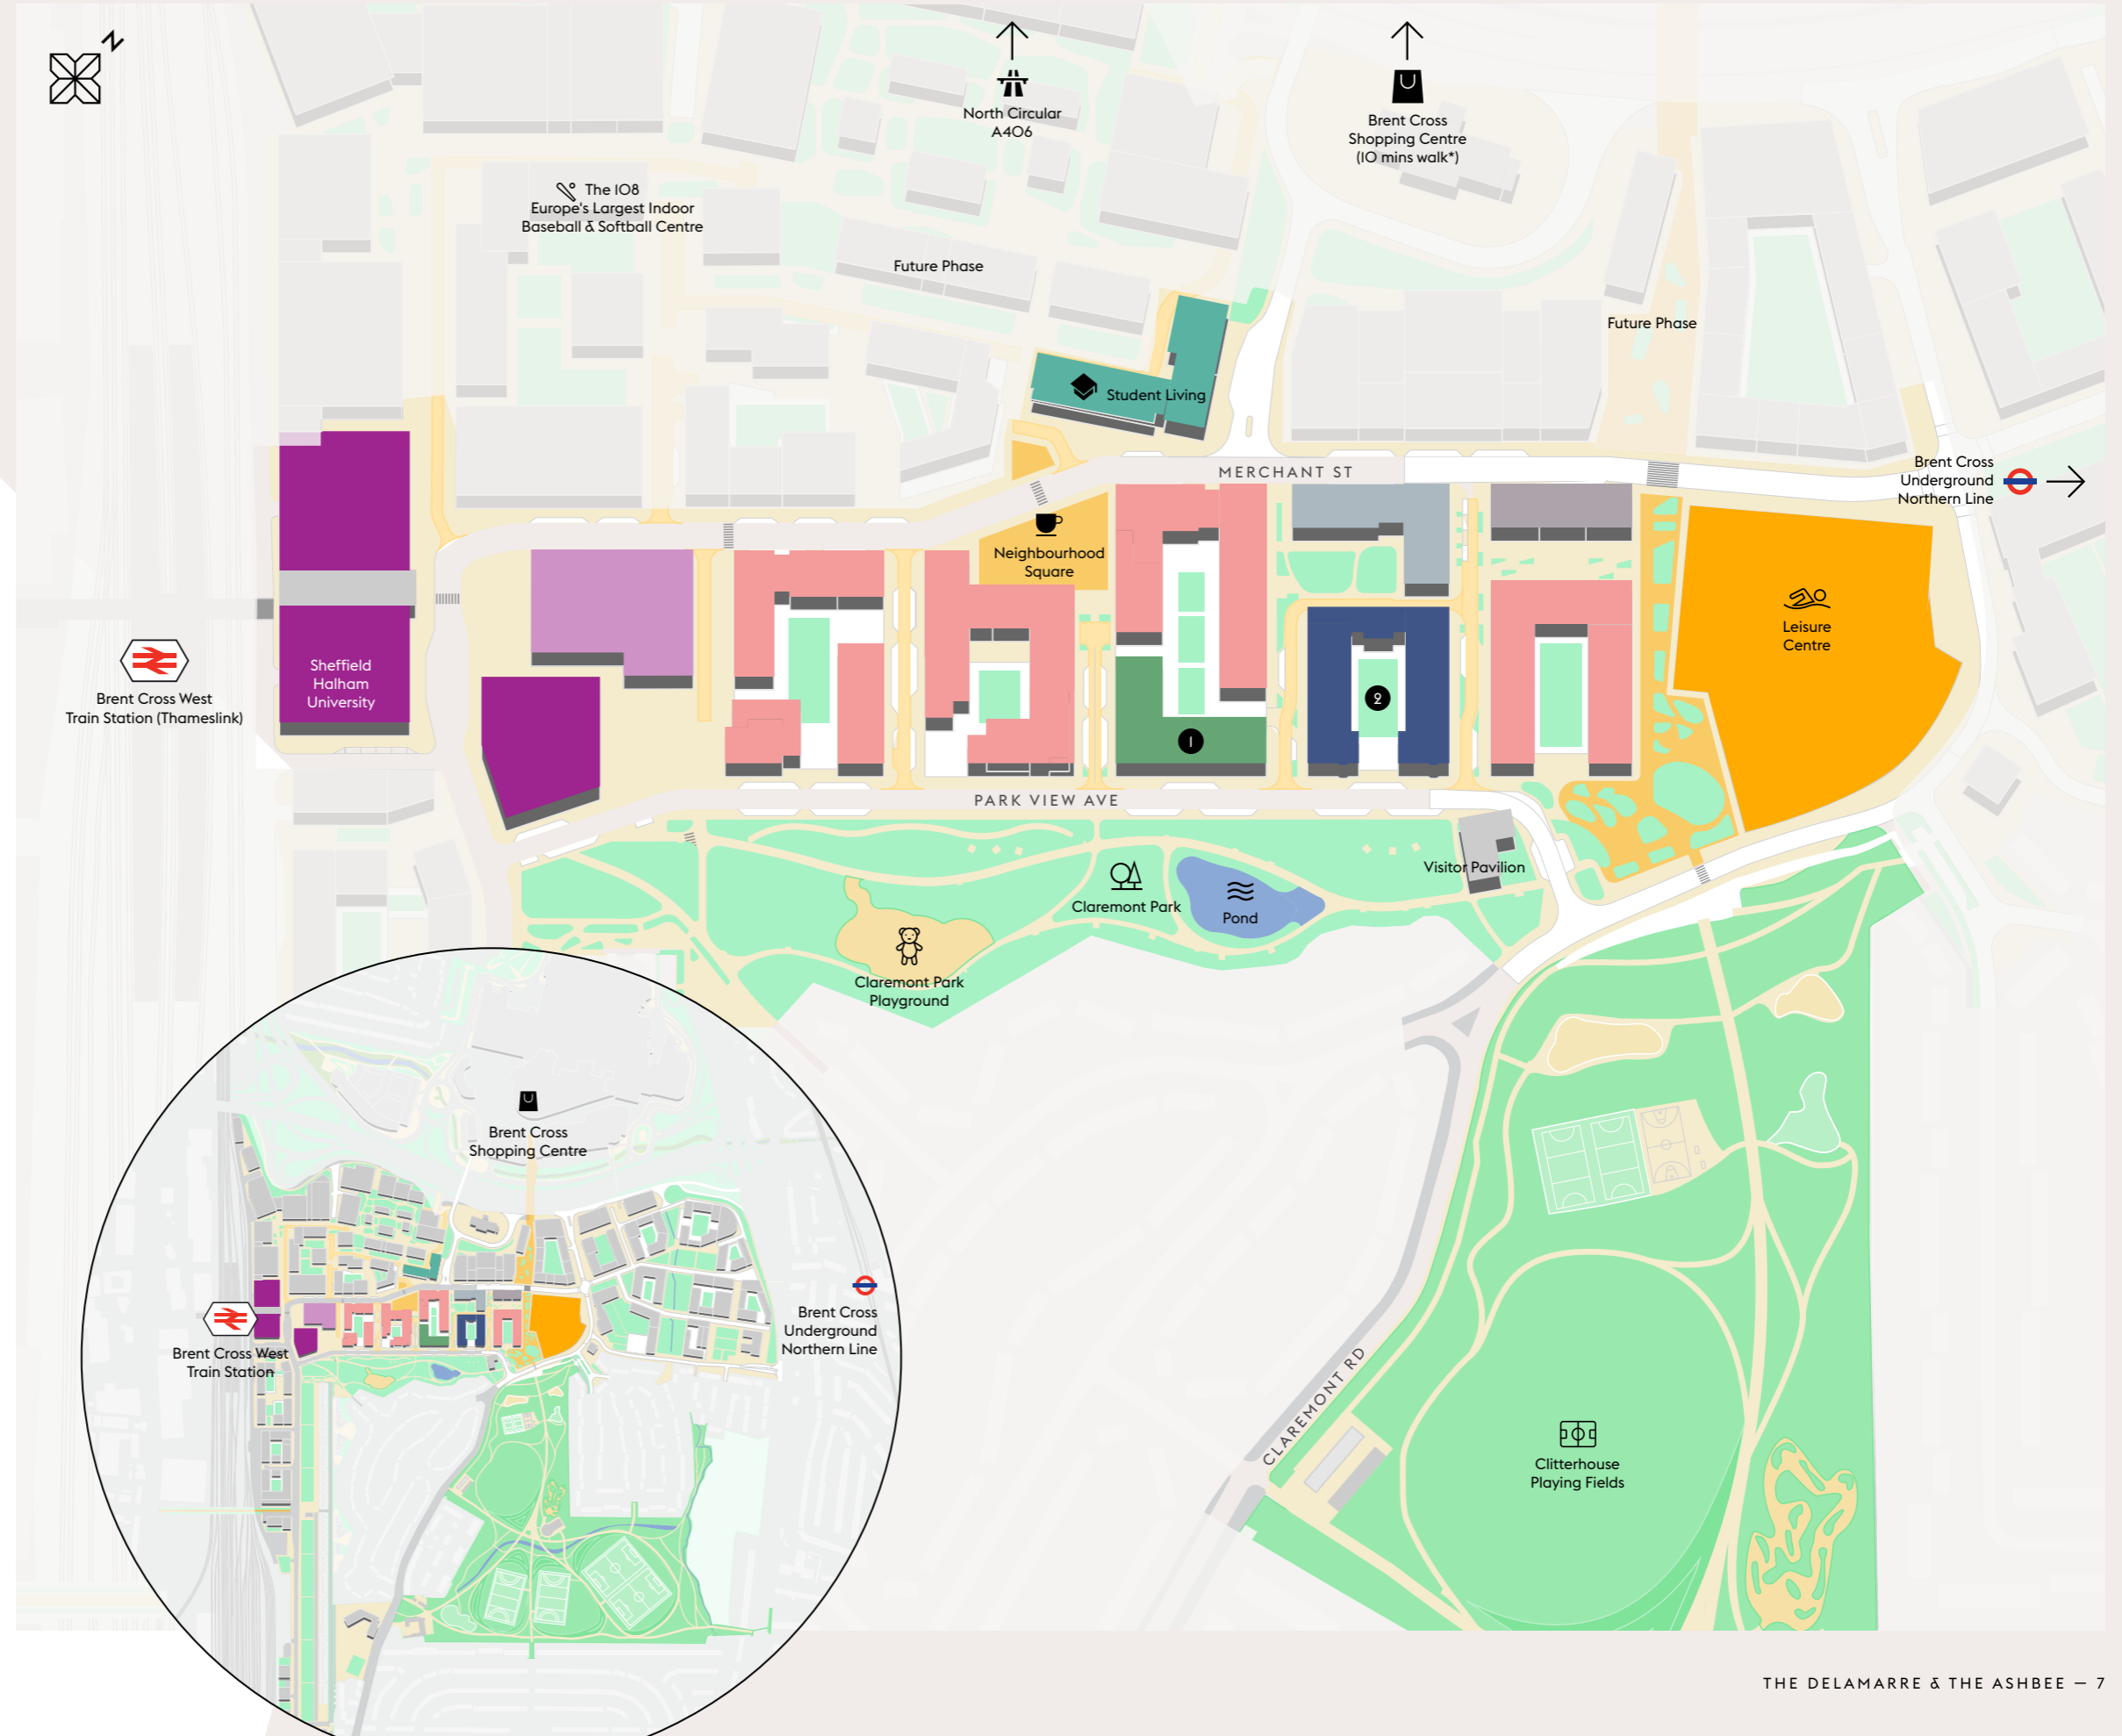 N
North Circular
A406
Brent Cross
Shopping Centre
(10 mins walk*)
The 108
Europe's Largest Indoor
Baseball & Softball Centre
Future Phase
Future Phase
Student Living
MERCHANT ST
Brent Cross
Underground
Northern Line
Neighbourhood
Square
Leisure
Centre
Sheffield
Halham
University
Brent Cross West
Train Station (Thameslink)
2
1
PARK VIEW AVE
Visitor Pavilion
Claremont Park
Pond
Claremont Park
Playground
Brent Cross
Shopping Centre
Brent Cross
Underground
Northern Line
Brent Cross West
Train Station
CLAREMONT RD
Clitterhouse
Playing Fields
THE DELAMARRE & THE ASHBEE — 7